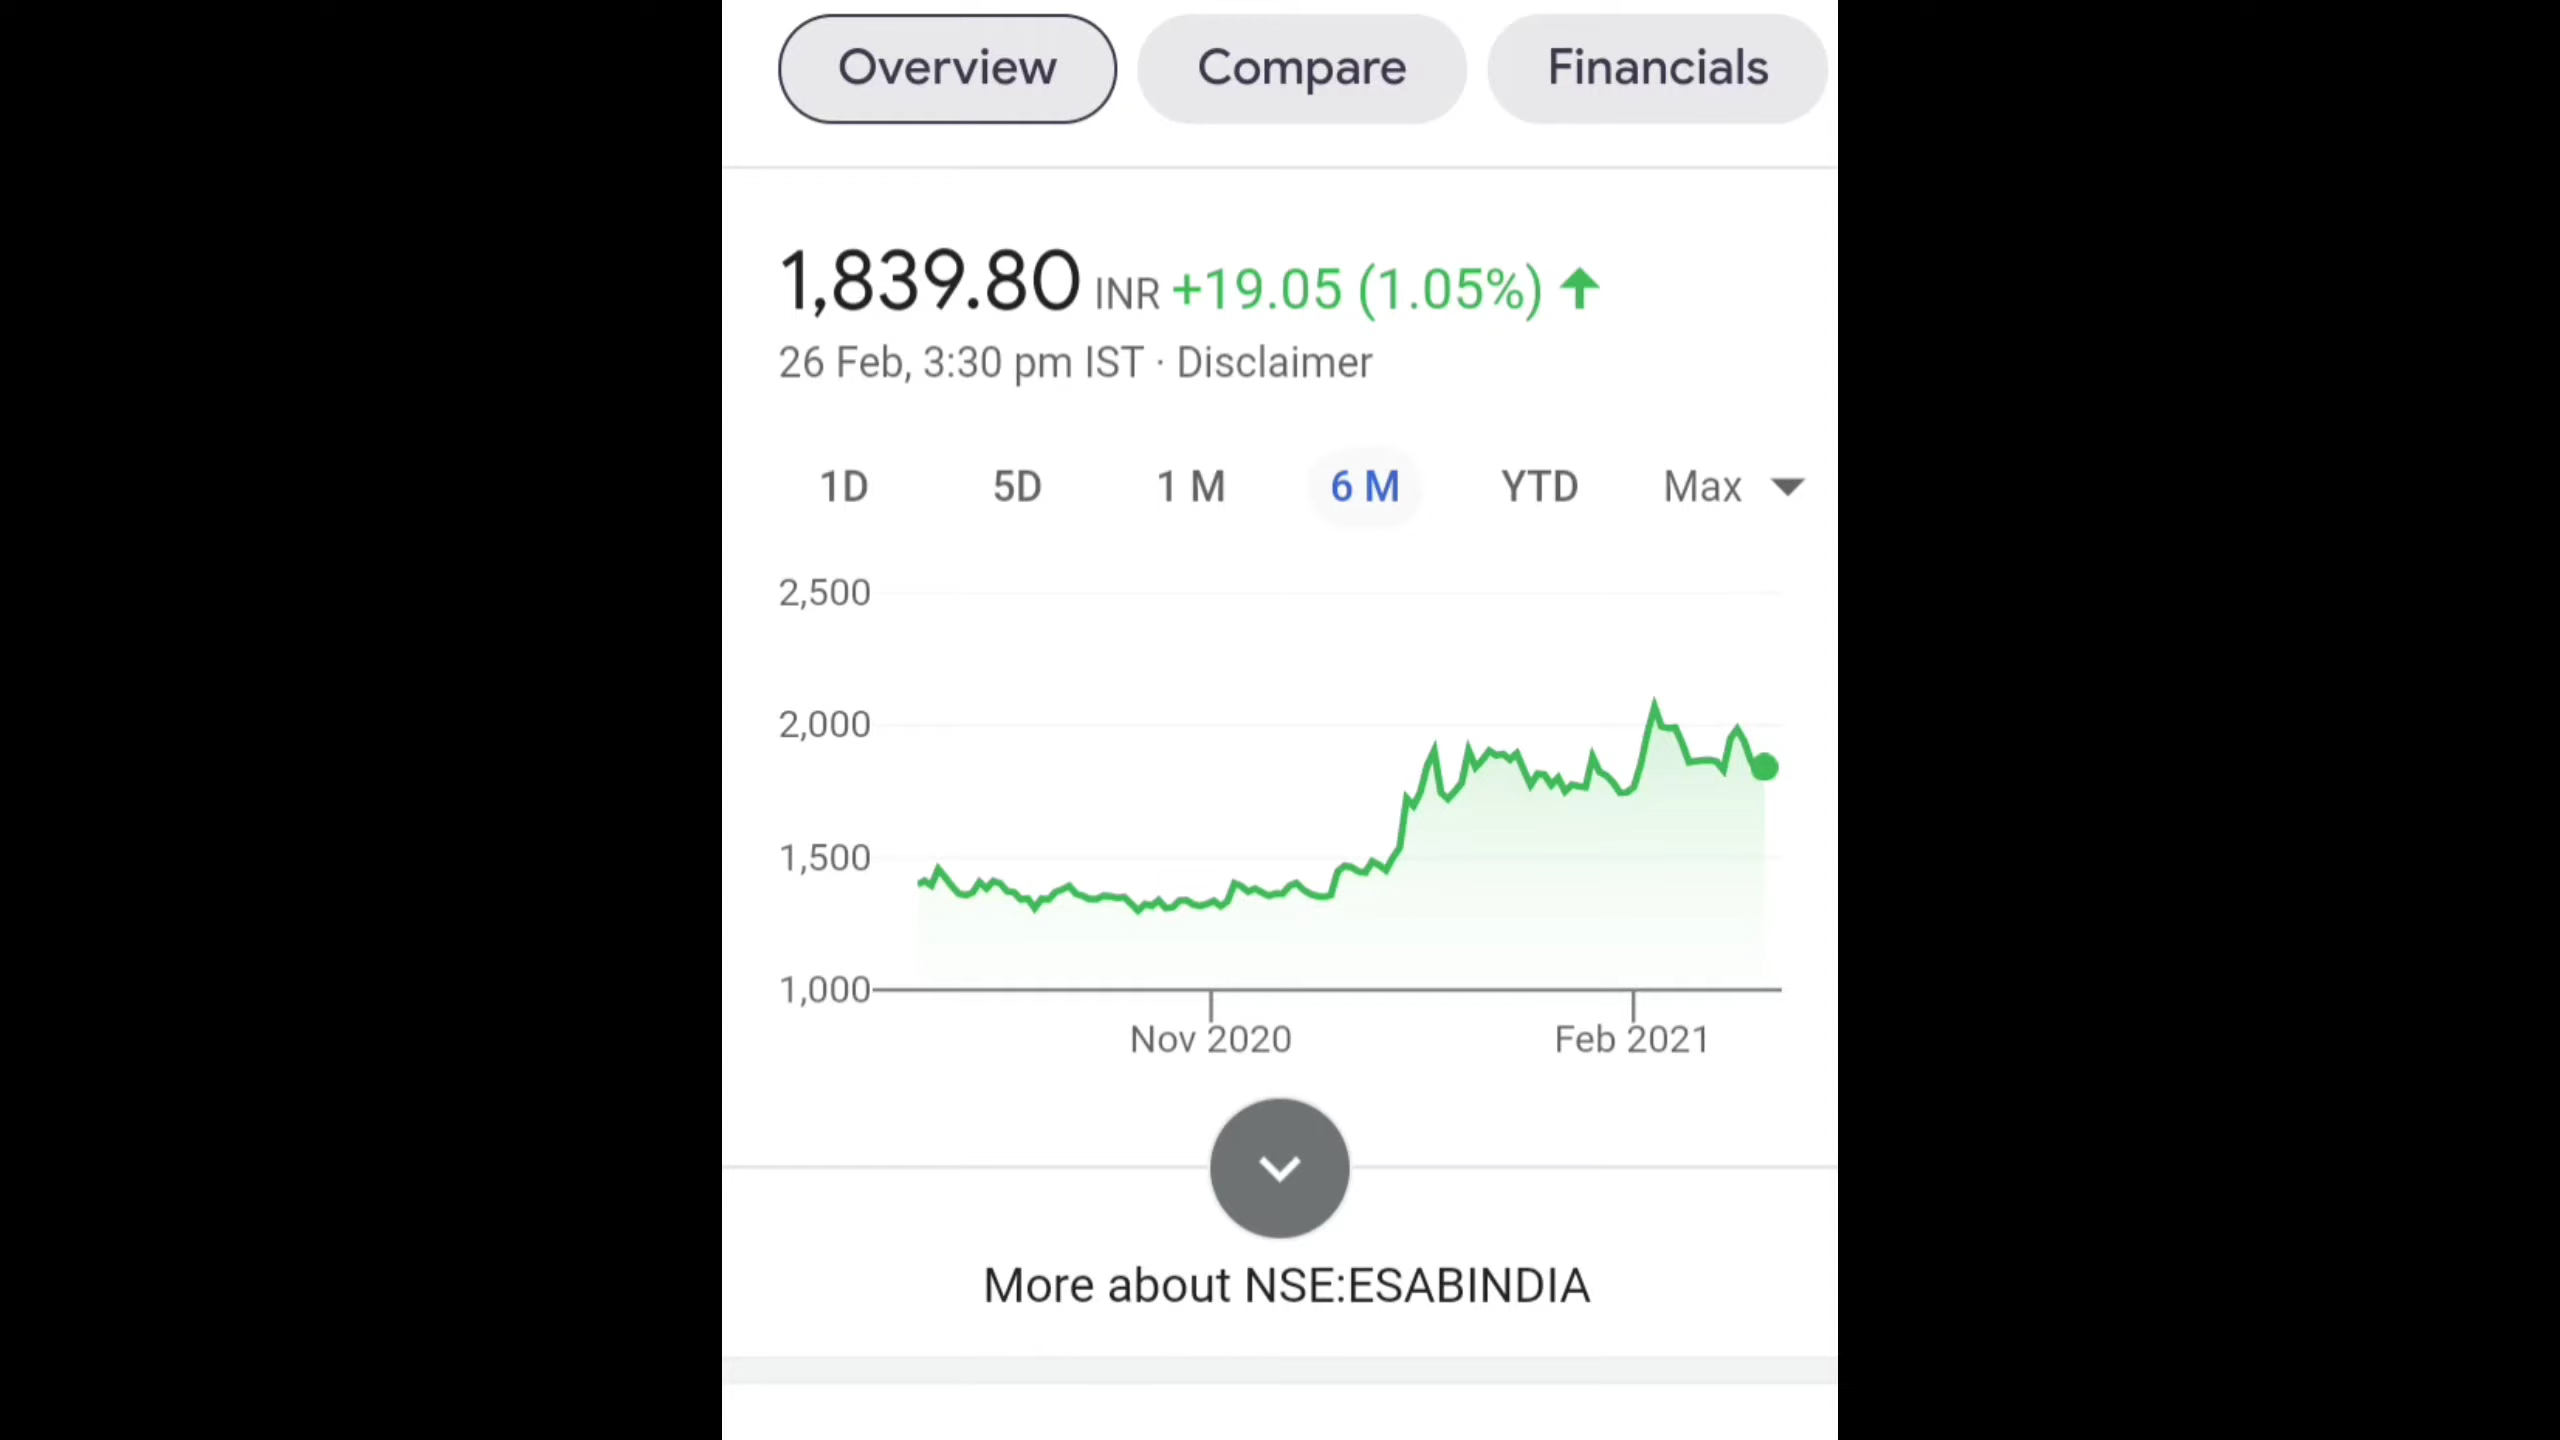 Overview Compare Financials
1,839.80 INR +19.05 (1.05%)
26 Feb, 3:30 pm IST · Disclaimer
1D 5D 1 M 6 M YTD Max
2,500
2,000
1,500
1,000
Nov 2020 Feb 2021
More about NSE:ESABINDIA